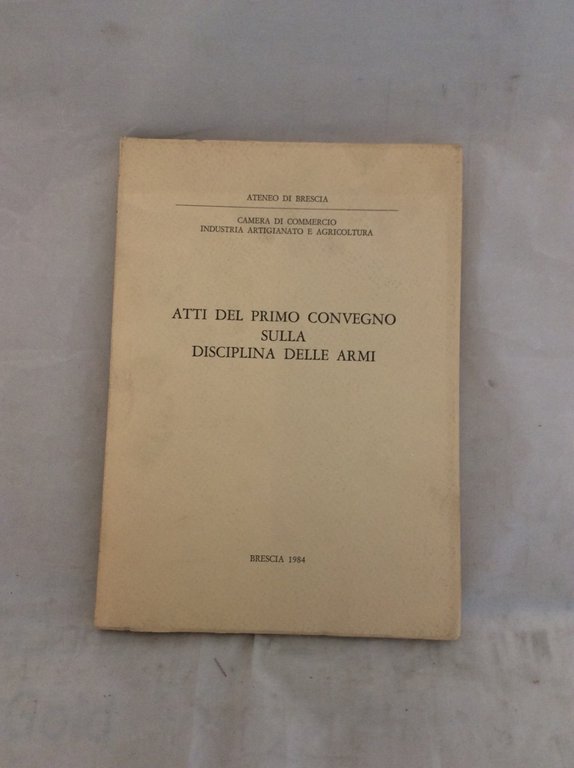 ATENEO DI BRESCIA
CAMERA DI COMMERCIO
INDUSTRIA ARTIGIANATO E AGRICOLTURA
ATTI DEL PRIMO CONVEGNO
SULLA
DISCIPLINA DELLE ARMI
BRESCIA 1984